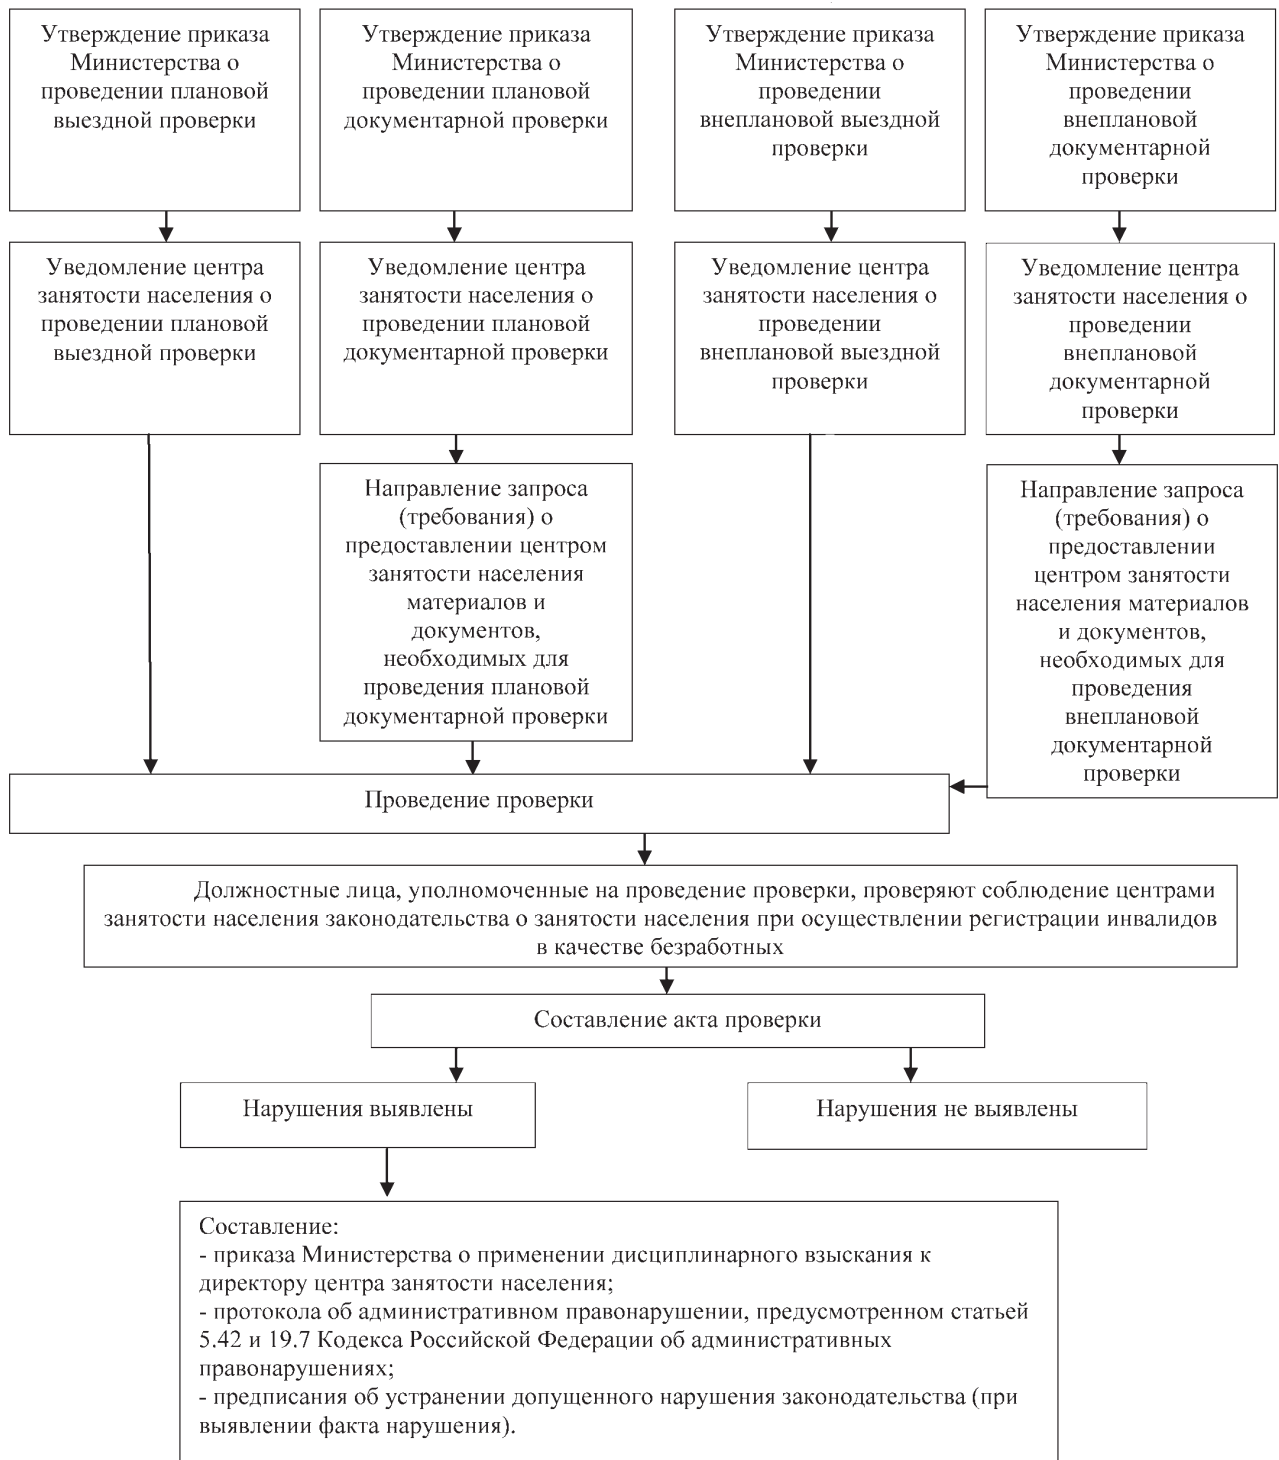 Утверждение приказа
Министерства о
проведении плановой
выездной проверки
Утверждение приказа
Министерства о
проведении плановой
документарной проверки
Утверждение приказа
Министерства о
проведении
внеплановой выездной
проверки
Утверждение приказа
Министерства о
проведении
внеплановой
документарной
проверки
Уведомление центра
занятости населения о
проведении плановой
выездной проверки
Уведомление центра
занятости населения о
проведении плановой
документарной проверки
Уведомление центра
занятости населения о
проведении
внеплановой выездной
проверки
Уведомление центра
занятости населения о
проведении
внеплановой
документарной
проверки
Направление запроса
(требования) о
предоставлении центром
занятости населения
материалов и
документов,
необходимых для
проведения плановой
документарной проверки
Направление запроса
(требования) о
предоставлении
центром занятости
населения материалов
и документов,
необходимых для
проведения
внеплановой
документарной
проверки
Проведение проверки
Должностные лица, уполномоченные на проведение проверки, проверяют соблюдение центрами
занятости населения законодательства о занятости населения при осуществлении регистрации инвалидов
в качестве безработных
Составление акта проверки
Нарушения выявлены
Нарушения не выявлены
Составление:
- приказа Министерства о применении дисциплинарного взыскания к
директору центра занятости населения;
- протокола об административном правонарушении, предусмотренном статьей
5.42 и 19.7 Кодекса Российской Федерации об административных
правонарушениях;
- предписания об устранении допущенного нарушения законодательства (при
выявлении факта нарушения).